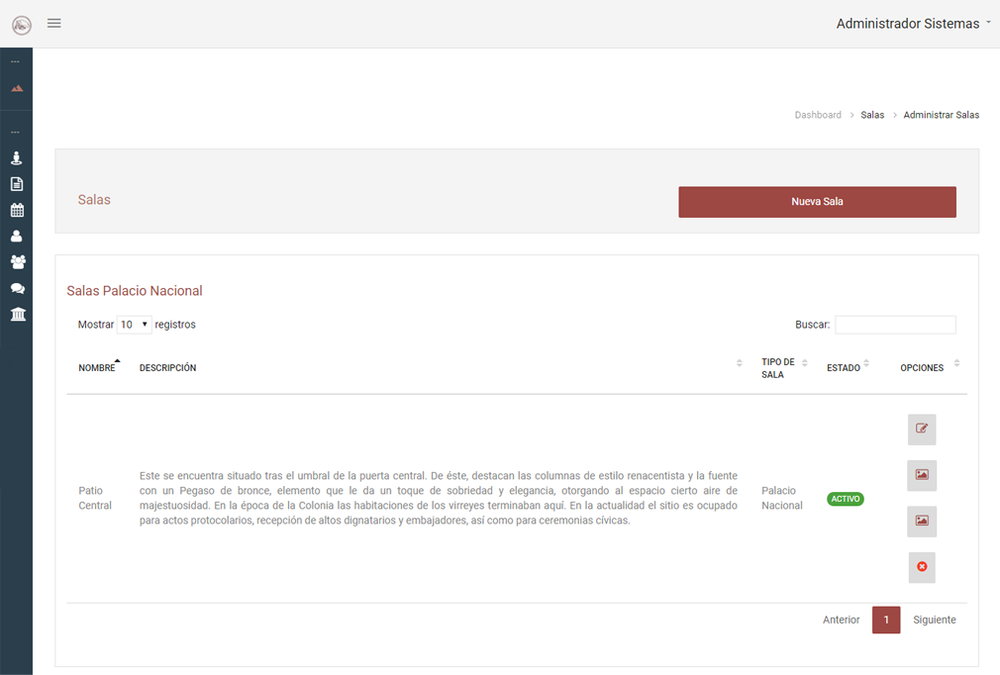 Administrador Sistemas
Dashboard > Salas > Administrar Salas
Salas
Nueva Sala
Salas Palacio Nacional
Mostrar 10 registros
Buscar:
NOMBRE DESCRIPCIÓN TIPO DE SALA ESTADO OPCIONES
Patio Central
Este se encuentra situado tras el umbral de la puerta central. De éste, destacan las columnas de estilo renacentista y la fuente
con un Pegaso de bronce, elemento que le da un toque de sobriedad y elegancia, otorgando al espacio cierto aire de
majestuosidad. En la época de la Colonia las habitaciones de los virreyes terminaban aquí. En la actualidad el sitio es ocupado
para actos protocolarios, recepción de altos dignatarios y embajadores, así como para ceremonias cívicas.
Palacio Nacional
ACTIVO
Anterior 1 Siguiente